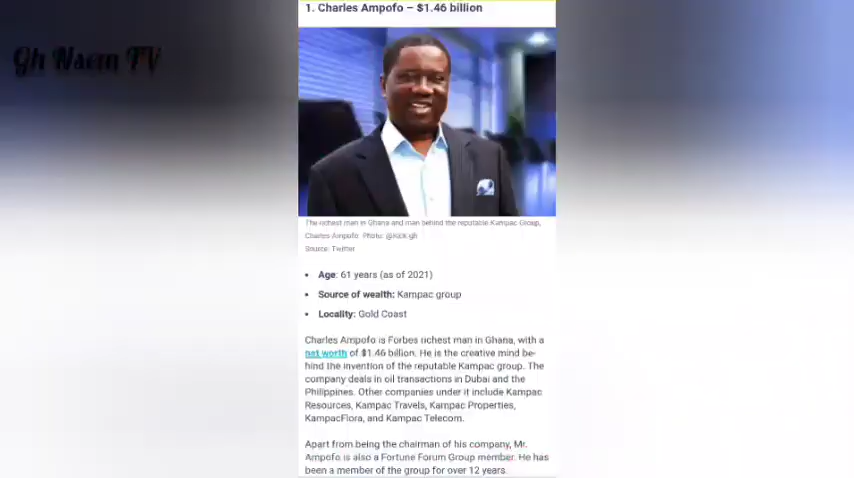 1. Charles Ampofo – $1.46 billion
Gh Nsem TV
The richest man in Ghana and man behind the reputable Kampac Group,
Charles Ampofo. Photo: @Kick.gh
Source: Twitter
• Age: 61 years (as of 2021)
• Source of wealth: Kampac group
• Locality: Gold Coast
Charles Ampofo is Forbes richest man in Ghana, with a
net worth of $1.46 billion. He is the creative mind be-
hind the invention of the reputable Kampac group. The
company deals in oil transactions in Dubai and the
Philippines. Other companies under it include Kampac
Resources, Kampac Travels, Kampac Properties,
KampacFlora, and Kampac Telecom.
Apart from being the chairman of his company, Mr.
Ampofo is also a Fortune Forum Group member. He has
been a member of the group for over 12 years.